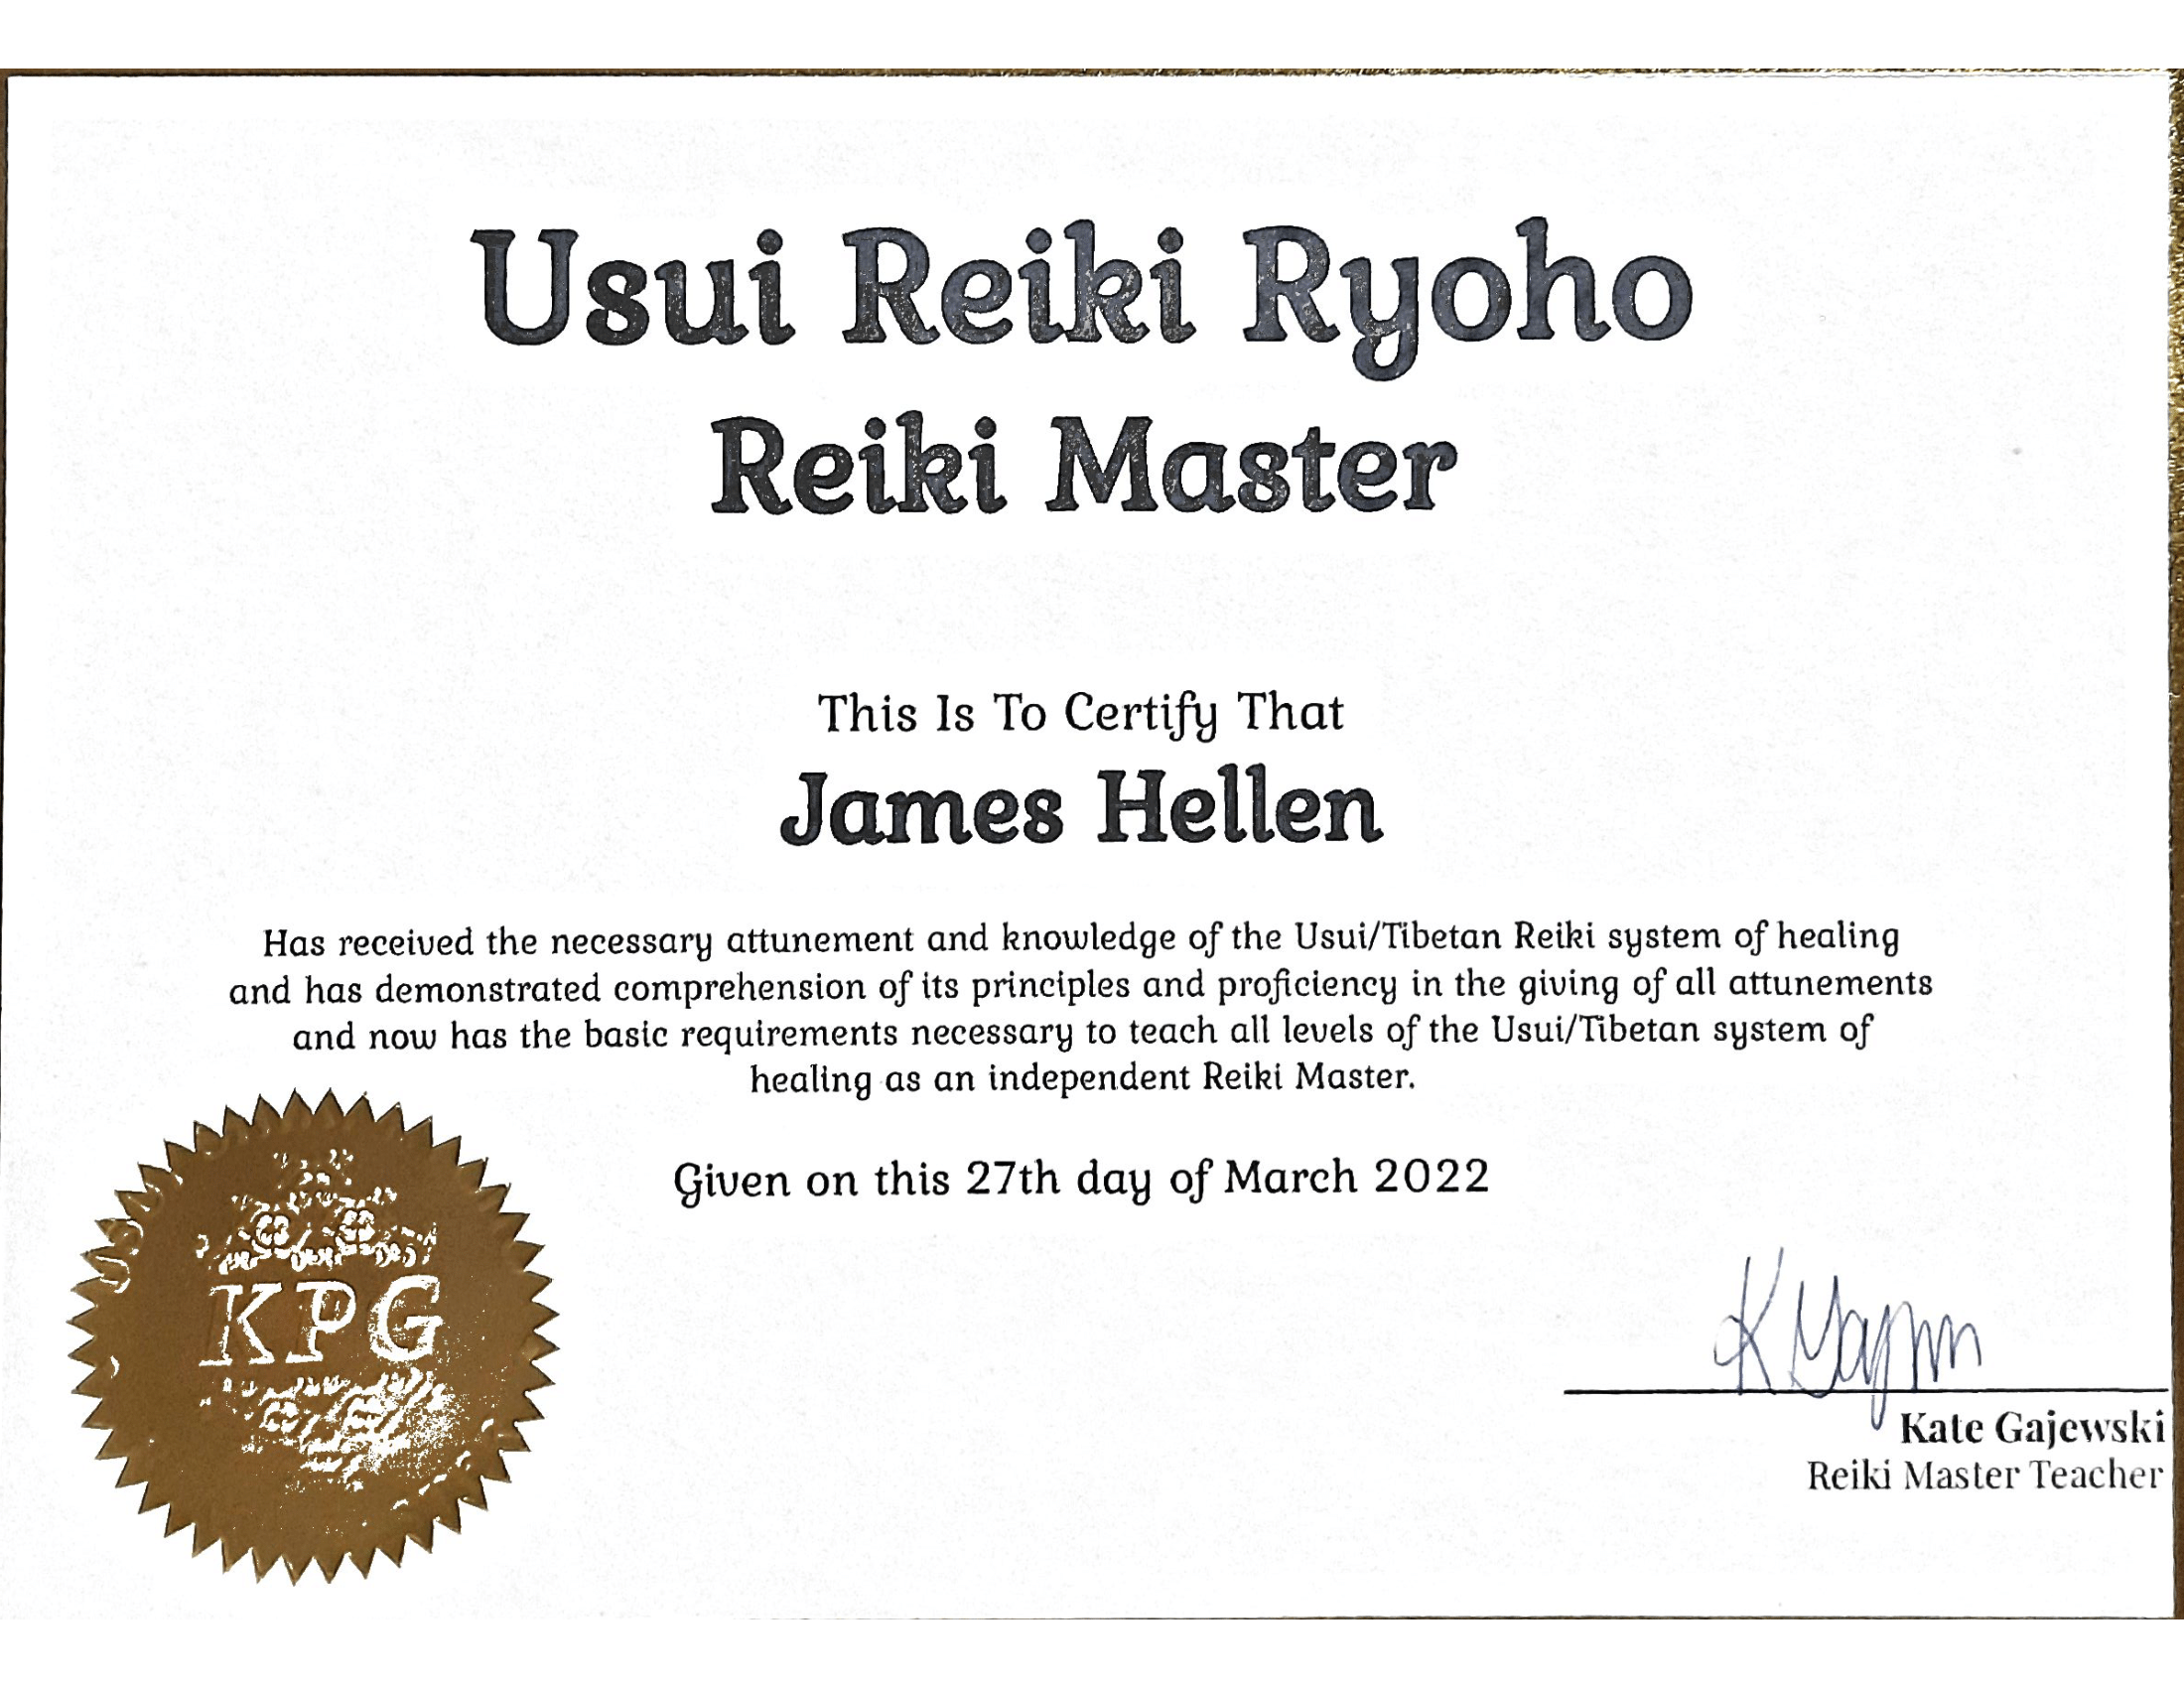 Usui Reiki Ryoho
Reiki Master
This Is To Certify That
James Hellen
Has received the necessary attunement and knowledge of the Usui/Tibetan Reiki system of healing
and has demonstrated comprehension of its principles and proficiency in the giving of all attunements
and now has the basic requirements necessary to teach all levels of the Usui/Tibetan system of
healing as an independent Reiki Master.
Given on this 27th day of March 2022
KPG
Kate Gajewski
Reiki Master Teacher